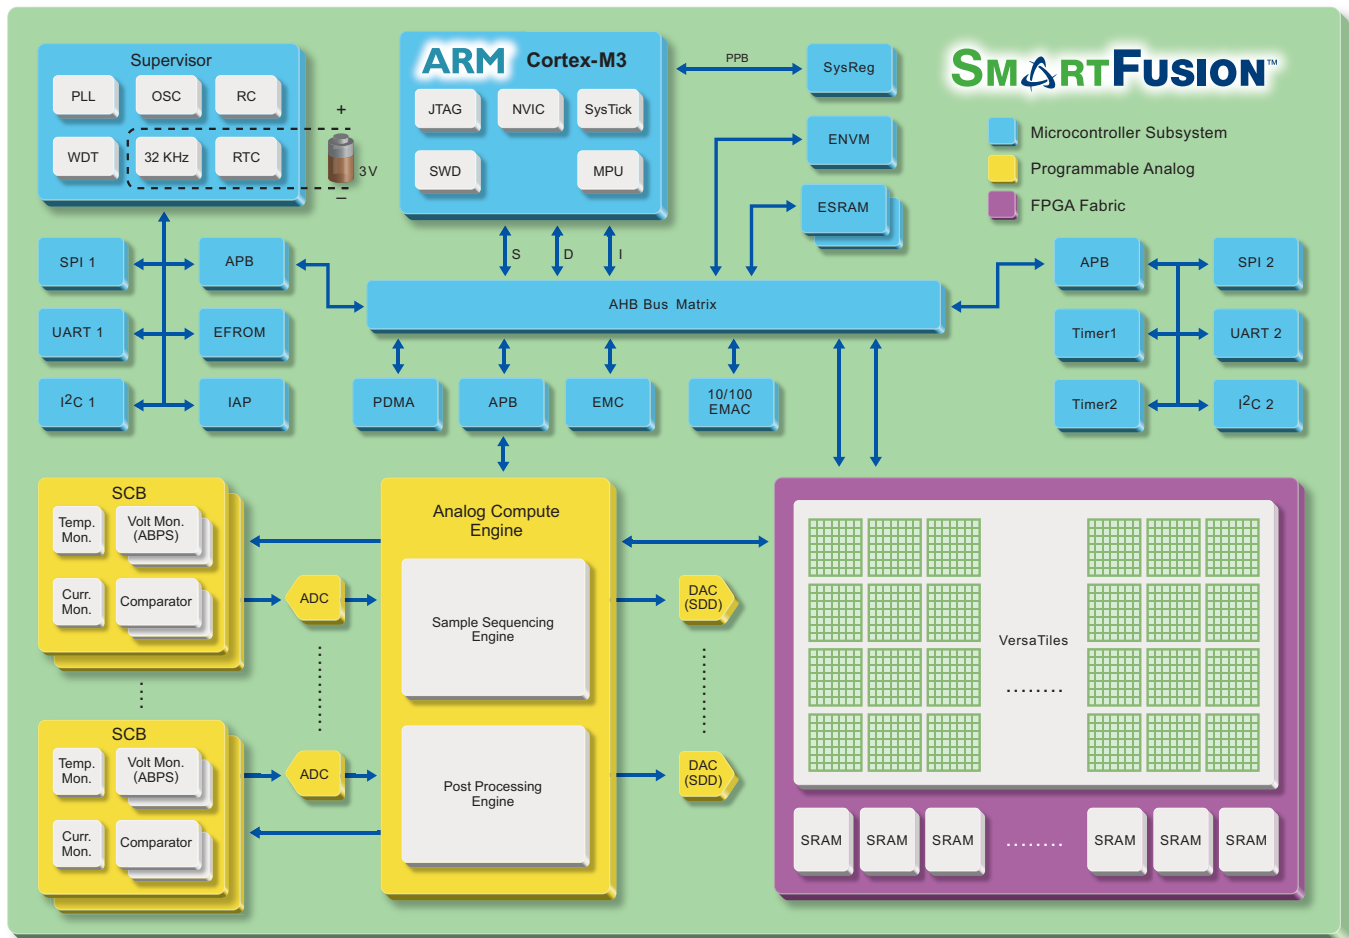 Supervisor
PLL
OSC
RC
WDT
32 KHz
RTC
+
3V
–
ARM Cortex-M3
JTAG
NVIC
SysTick
SWD
MPU
PPB
SysReg
ENVM
ESRAM
SMARTFUSION™
Microcontroller Subsystem
Programmable Analog
FPGA Fabric
SPI 1
APB
UART 1
EFROM
I2C 1
IAP
S
D
I
AHB Bus Matrix
PDMA
APB
EMC
10/100
EMAC
APB
SPI 2
Timer1
UART 2
Timer2
I2C 2
SCB
Temp.
Mon.
Volt Mon.
(ABPS)
Curr.
Mon.
Comparator
ADC
SCB
Temp.
Mon.
Volt Mon.
(ABPS)
Curr.
Mon.
Comparator
ADC
Analog Compute
Engine
Sample Sequencing
Engine
Post Processing
Engine
DAC
(SDD)
DAC
(SDD)
VersaTiles
........
SRAM
SRAM
SRAM
........
SRAM
SRAM
SRAM